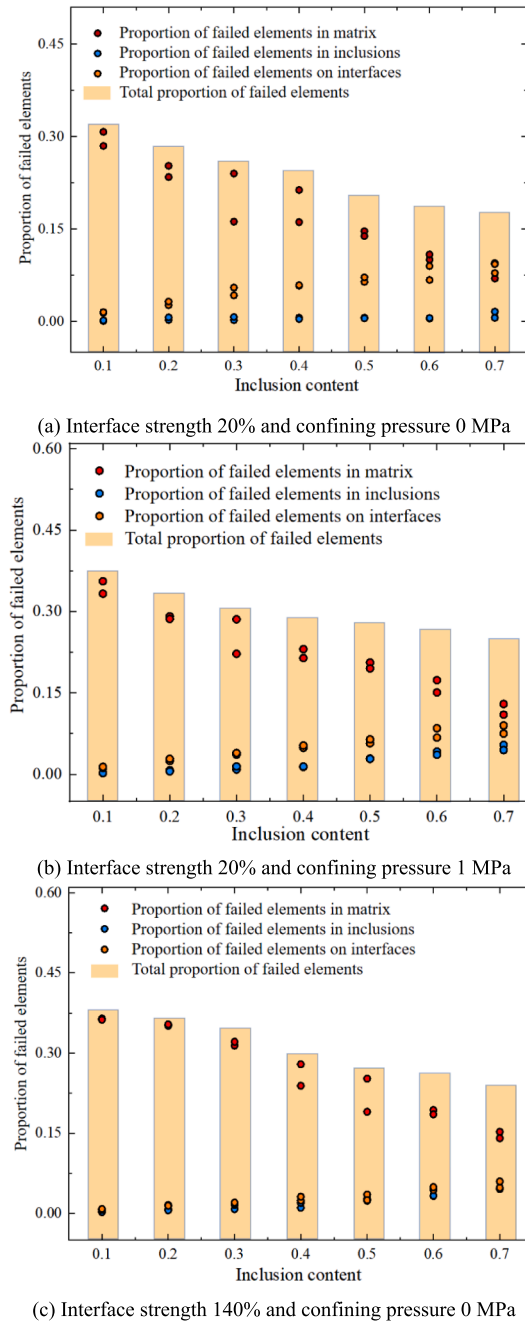 Proportion of failed elements
0.45
0.30
0.15
0.00
Proportion of failed elements in matrix
Proportion of failed elements in inclusions
Proportion of failed elements on interfaces
Total proportion of failed elements
0.1 0.2 0.3 0.4 0.5 0.6 0.7
Inclusion content
(a) Interface strength 20% and confining pressure 0 MPa
Proportion of failed elements
0.60
0.45
0.30
0.15
0.00
Proportion of failed elements in matrix
Proportion of failed elements in inclusions
Proportion of failed elements on interfaces
Total proportion of failed elements
0.1 0.2 0.3 0.4 0.5 0.6 0.7
Inclusion content
(b) Interface strength 20% and confining pressure 1 MPa
Proportion of failed elements
0.60
0.45
0.30
0.15
0.00
Proportion of failed elements in matrix
Proportion of failed elements in inclusions
Proportion of failed elements on interfaces
Total proportion of failed elements
0.1 0.2 0.3 0.4 0.5 0.6 0.7
Inclusion content
(c) Interface strength 140% and confining pressure 0 MPa